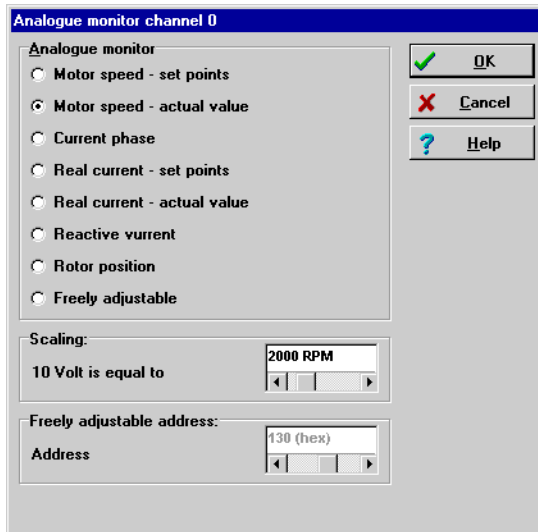 Analogue monitor channel 0
Analogue monitor
Motor speed - set points
Motor speed - actual value
Current phase
Real current - set points
Real current - actual value
Reactive vurrent
Rotor position
Freely adjustable
OK
Cancel
? Help
Scaling:
10 Volt is equal to
2000 RPM
Freely adjustable address:
Address
130 (hex)